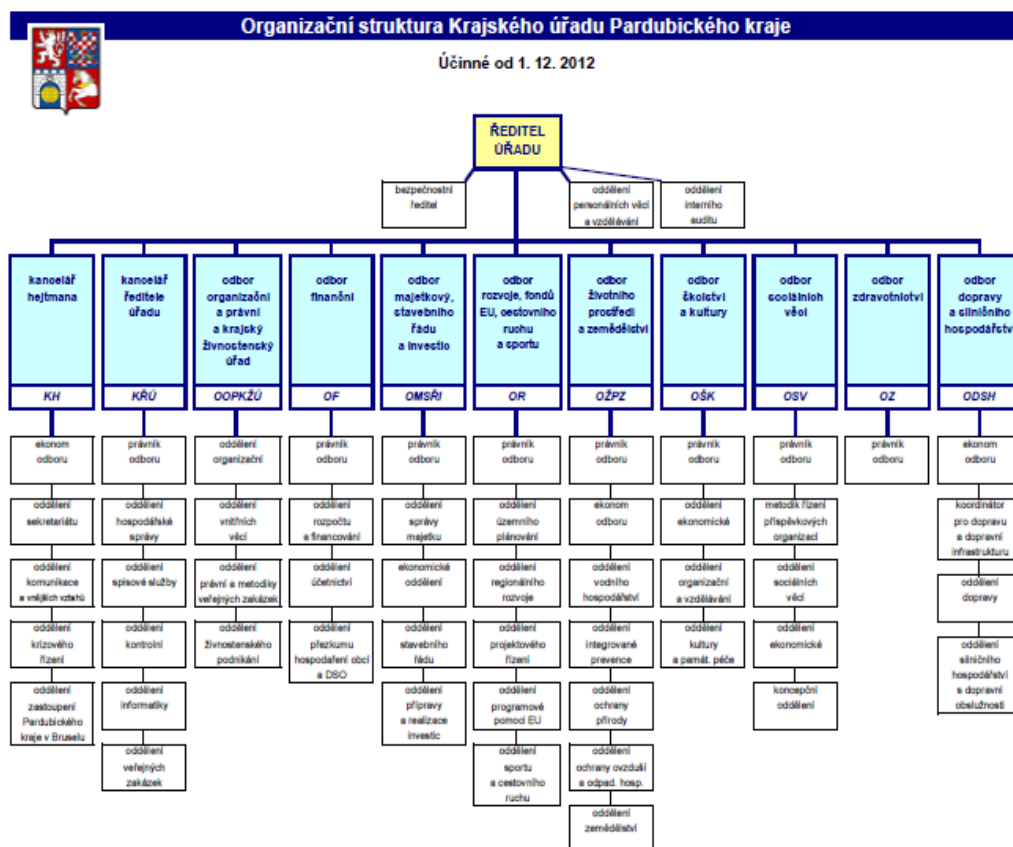 Organizační struktura Krajského úřadu Pardubického kraje
Účinné od 1. 12. 2012
ŘEDITEL
ÚŘADU
bezpečnostní
ředitel
oddělení
personálních věcí
a vzdělávání
oddělení
interního
auditu
kancelář
hejtmana
KH
ekonom
odboru
oddělení
sekretariátu
oddělení
komunikace
a vnějších vztahů
oddělení
krizového
řízení
oddělení
zastoupení
Pardubického
kraje v Bruselu
kancelář
ředitele
úřadu
KŘÚ
právník
odboru
oddělení
hospodářské
správy
oddělení
spisové služby
oddělení
kontrolní
oddělení
informatiky
oddělení
veřejných
zakázek
odbor
organizační
a právní
a krajský
živnostenský
úřad
OOPKŽÚ
oddělení
organizační
oddělení
vnitřních
věcí
oddělení
právní a metodiky
veřejných zakázek
oddělení
živnostenského
podnikání
odbor
finanční
OF
právník
odboru
oddělení
rozpočtu
a financování
oddělení
účetnictví
oddělení
přezkumu
hospodaření obcí
a DSO
odbor
majetkový,
stavebního
řádu
a investic
OMSŘI
právník
odboru
oddělení
správy
majetku
ekonomické
oddělení
oddělení
stavebního
řádu
oddělení
přípravy
a realizace
investic
odbor
rozvoje, fondů
EU, cestovního
ruchu
a sportu
OR
právník
odboru
oddělení
územního
plánování
oddělení
regionálního
rozvoje
oddělení
projektového
řízení
oddělení
programové
pomoci EU
oddělení
sportu
a cestovního
ruchu
odbor
životního
prostředí
a zemědělství
OŽPZ
právník
odboru
ekonom
odboru
oddělení
vodního
hospodářství
oddělení
integrované
prevence
oddělení
ochrany
přírody
oddělení
ochrany ovzduší
a odpad. hosp.
oddělení
zemědělství
odbor
školství
a kultury
OŠK
právník
odboru
oddělení
ekonomické
oddělení
organizační
a vzdělávání
oddělení
kultury
a památ. péče
odbor
sociálních
věcí
OSV
právník
odboru
metodik řízení
příspěvkových
organizací
oddělení
sociálních
věcí
oddělení
ekonomické
koncepční
oddělení
odbor
zdravotnictví
OZ
právník
odboru
odbor
dopravy
a silničního
hospodářství
ODSH
ekonom
odboru
koordinátor
pro dopravu
a dopravní
infrastrukturu
oddělení
dopravy
oddělení
silničního
hospodářství
s dopravní
obslužnosti